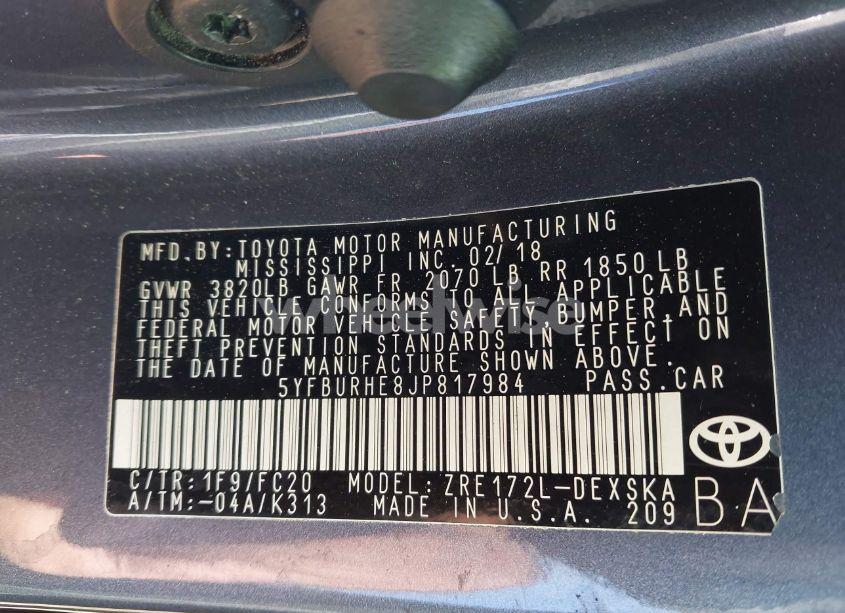 MFD.BY:TOYOTA MOTOR MANUFACTURING
MISSISSIPPI INC. 02/18
GVWR 3820LB GAWR FR 2070 LB RR 1850 LB
THIS VEHICLE CONFORMS TO ALL APPLICABLE
FEDERAL MOTOR VEHICLE SAFETY,BUMPER,AND
THEFT PREVENTION STANDARDS IN EFFECT ON
THE DATE OF MANUFACTURE SHOWN ABOVE.
5YFBURHE8JP817984 PASS.CAR
C/TR:1F9/FC20 MODEL:ZRE172L-DEXSKA
A/TM:-04A/K313 MADE IN U.S.A. 209
BA
wheelwise